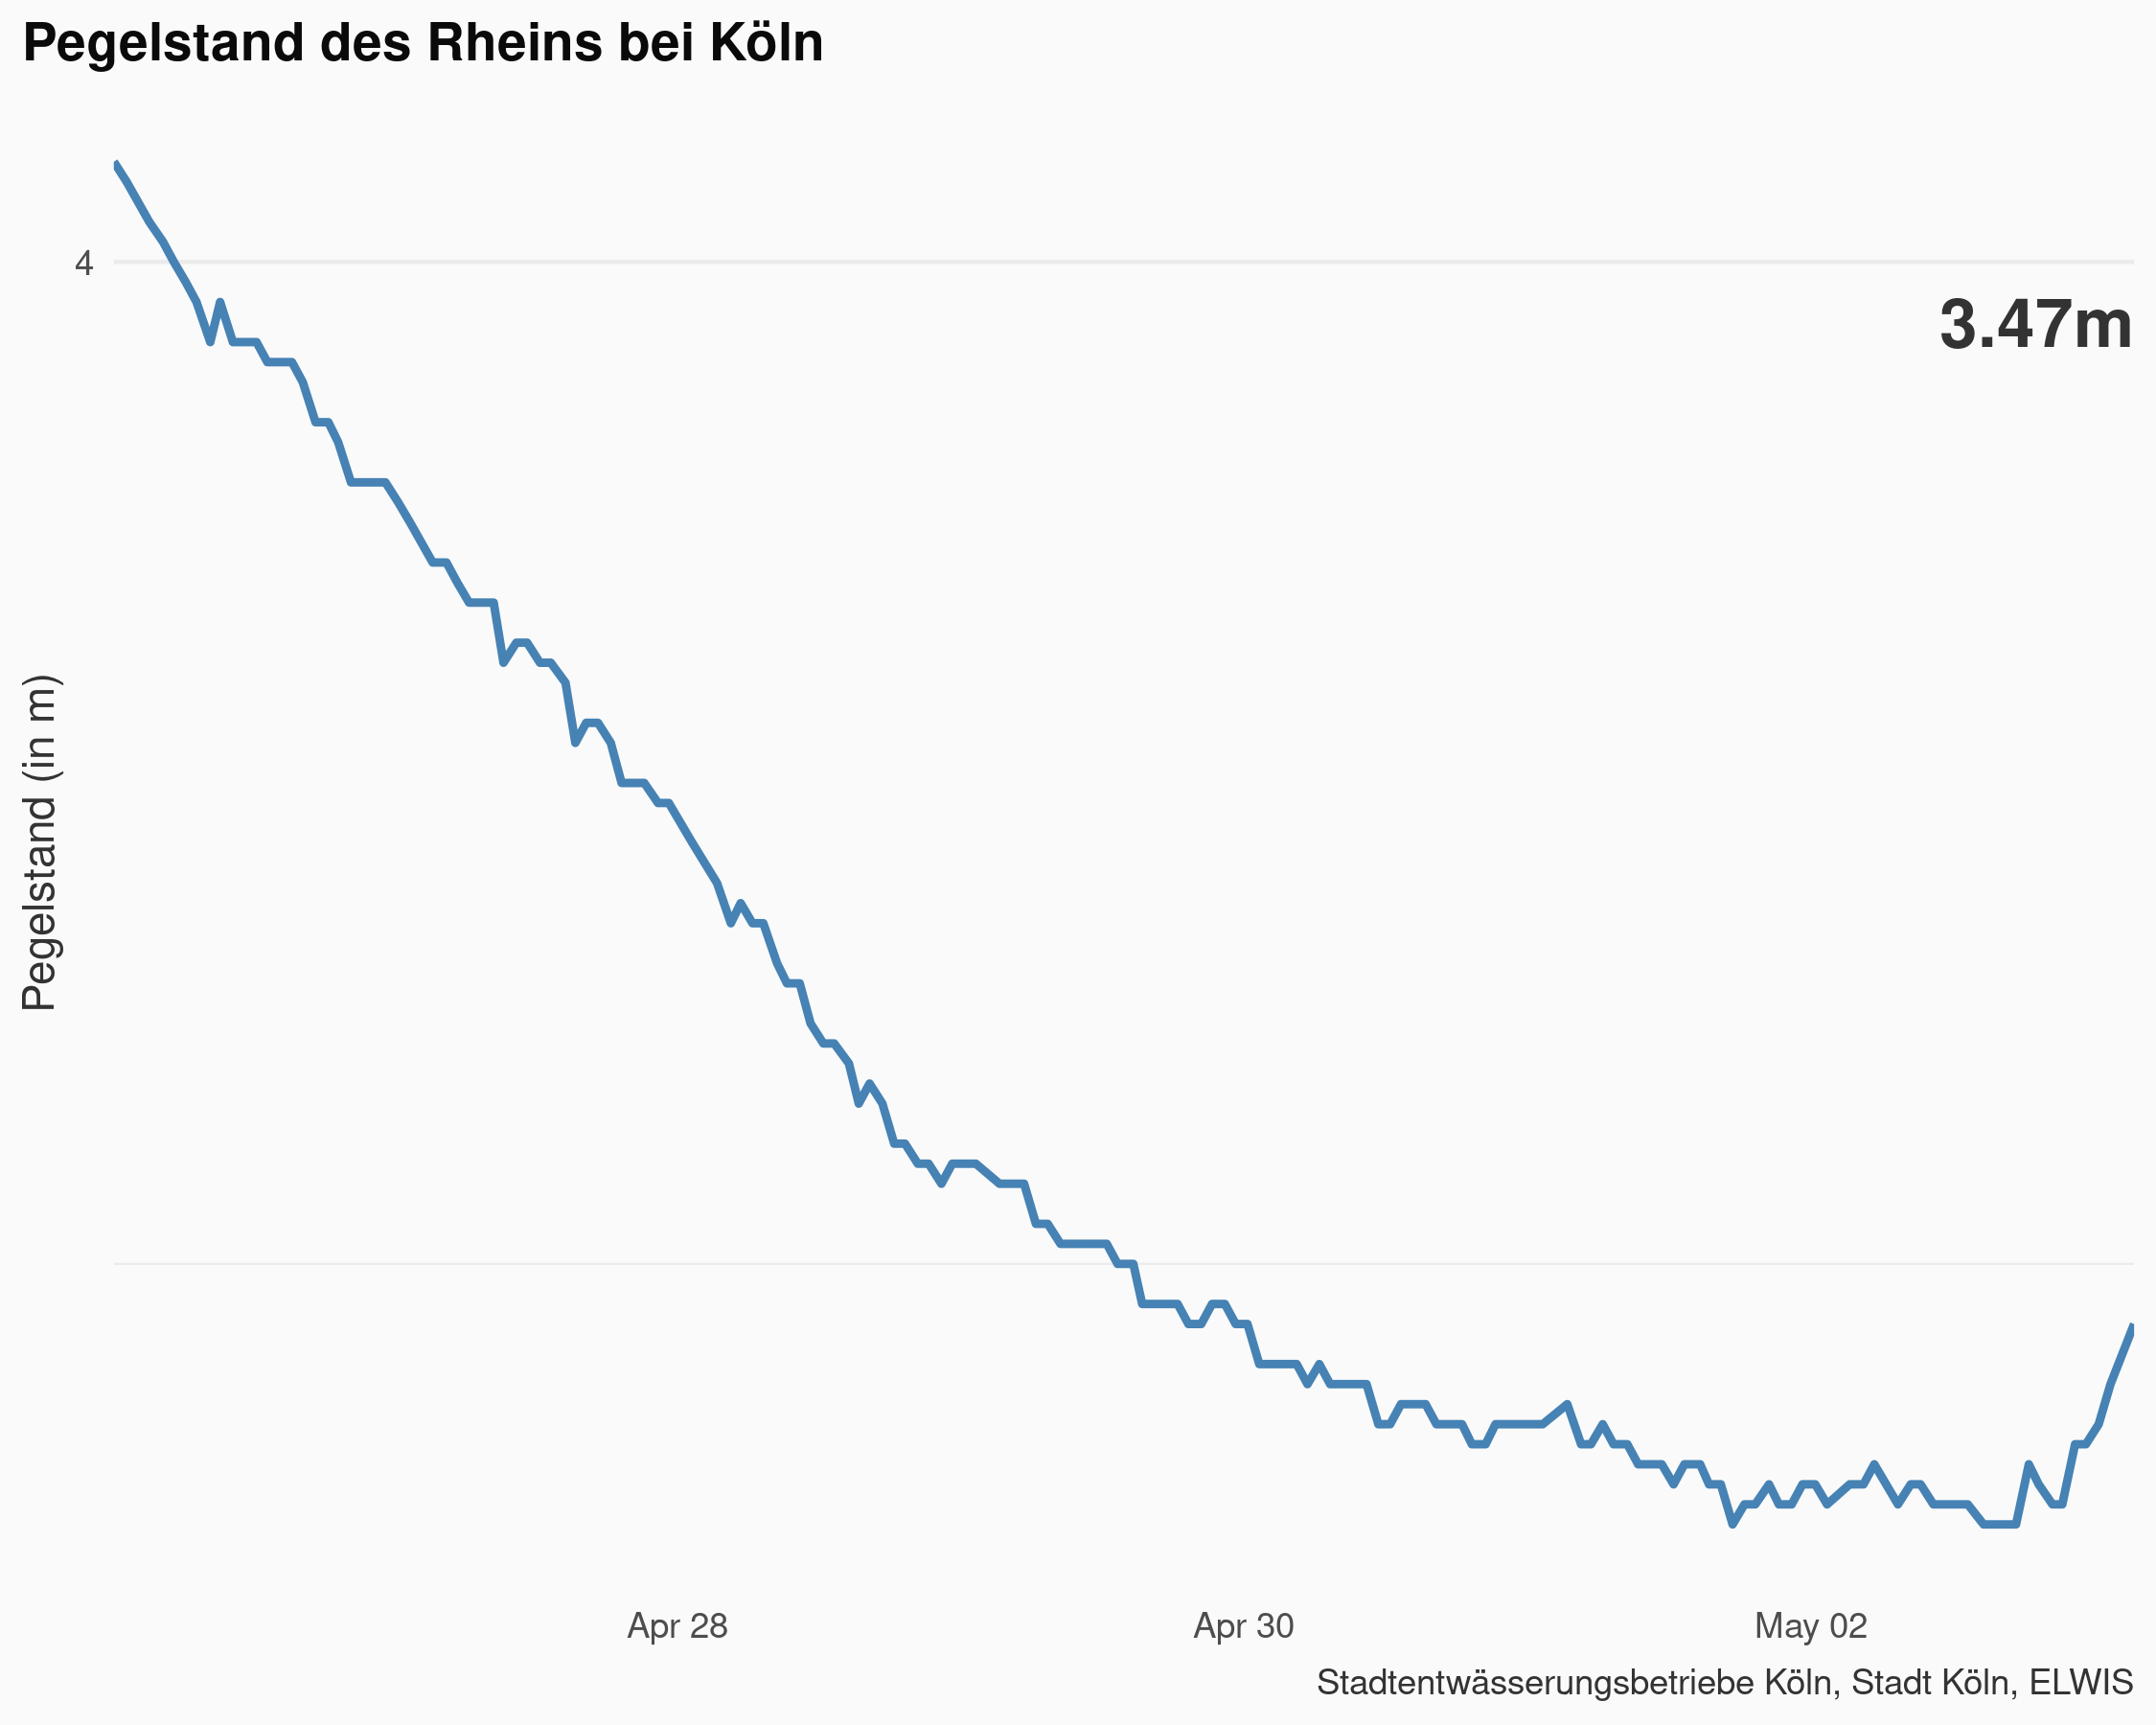 Pegelstand des Rheins bei Köln
4
3.47m
Pegelstand (in m)
Apr 28
Apr 30
May 02
Stadtentwässerungsbetriebe Köln, Stadt Köln, ELWIS